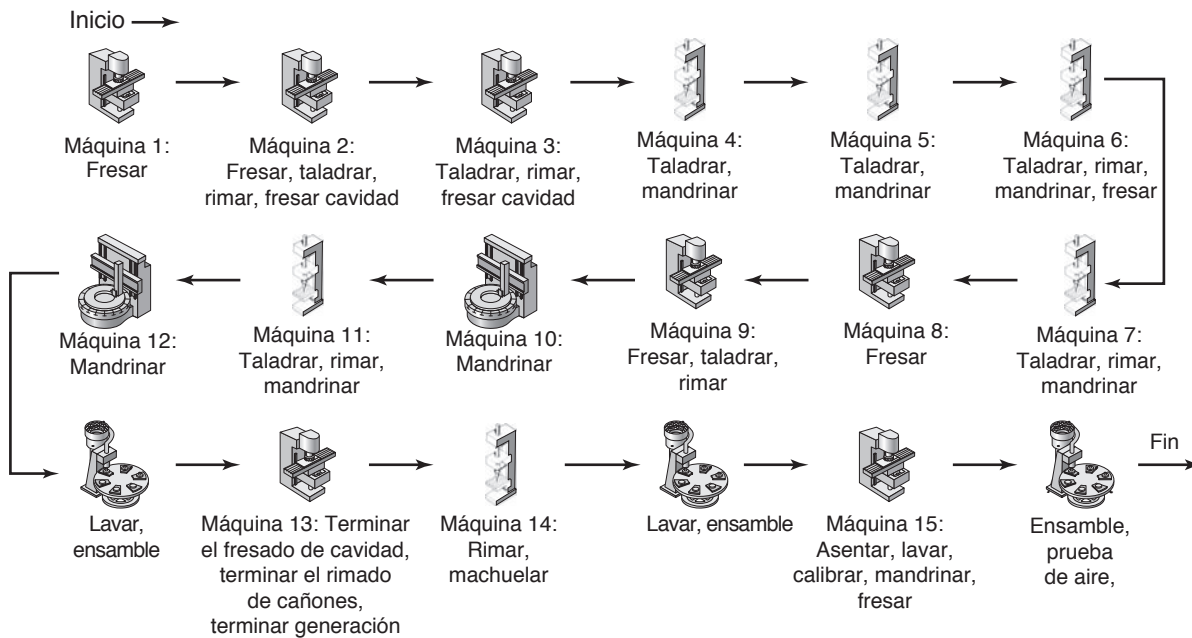 Inicio
Máquina 1:
Fresar
Máquina 2:
Fresar, taladrar,
rimar, fresar cavidad
Máquina 3:
Taladrar, rimar,
fresar cavidad
Máquina 4:
Taladrar,
mandrinar
Máquina 5:
Taladrar,
mandrinar
Máquina 6:
Taladrar, rimar,
mandrinar, fresar
Máquina 12:
Mandrinar
Máquina 11:
Taladrar, rimar,
mandrinar
Máquina 10:
Mandrinar
Máquina 9:
Fresar, taladrar,
rimar
Máquina 8:
Fresar
Máquina 7:
Taladrar, rimar,
mandrinar
Lavar,
ensamble
Máquina 13: Terminar
el fresado de cavidad,
terminar el rimado
de cañones,
terminar generación
Máquina 14:
Rimar,
machuelar
Lavar, ensamble
Máquina 15:
Asentar, lavar,
calibrar, mandrinar,
fresar
Ensamble,
prueba
de aire,
Fin